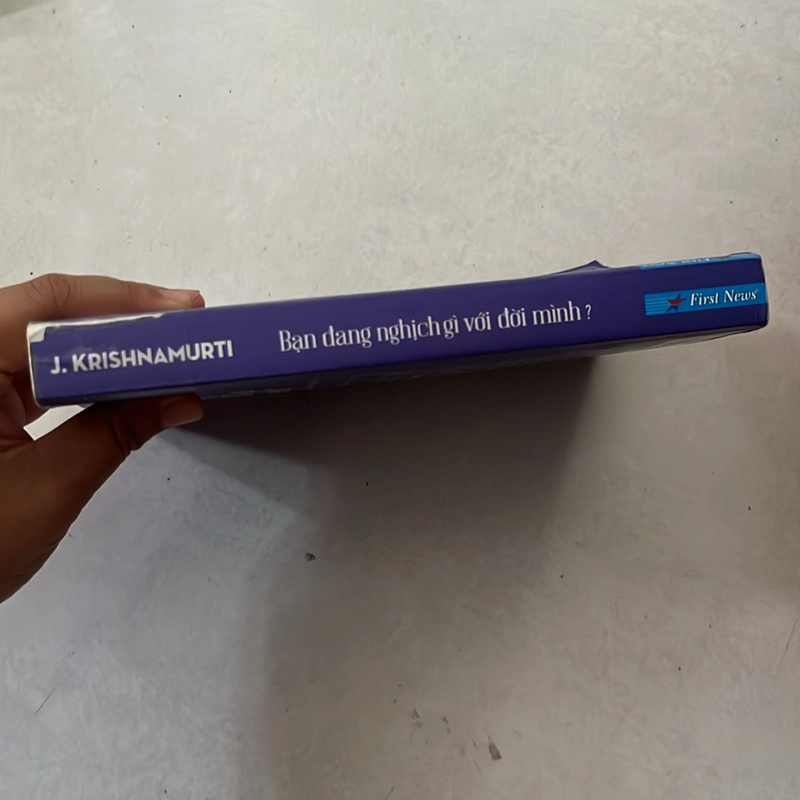 J. KRISHNAMURTI
Bạn đang nghịch gì với đời mình?
First News